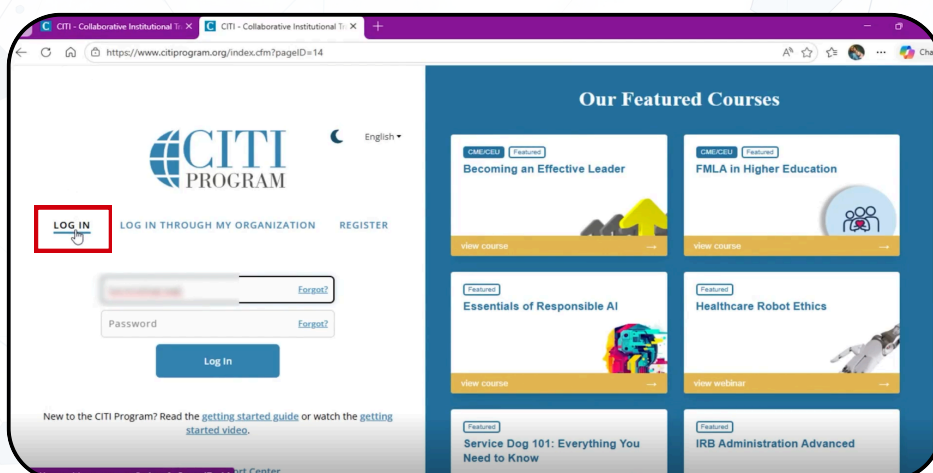 CITI - Collaborative Institutional Tr
CITI - Collaborative Institutional Tr
https://www.citiprogram.org/index.cfm?pageID=14
Cha
CITI
PROGRAM
English
LOG IN
LOG IN THROUGH MY ORGANIZATION
REGISTER
Forgot?
Password
Forgot?
Log In
New to the CITI Program? Read the getting started guide or watch the getting
started video.
Center
Our Featured Courses
CME/CEU Featured
Becoming an Effective Leader
view course
CME/CEU Featured
FMLA in Higher Education
view course
Featured
Essentials of Responsible AI
view course
Featured
Healthcare Robot Ethics
view webinar
Featured
Service Dog 101: Everything You
Need to Know
Featured
IRB Administration Advanced